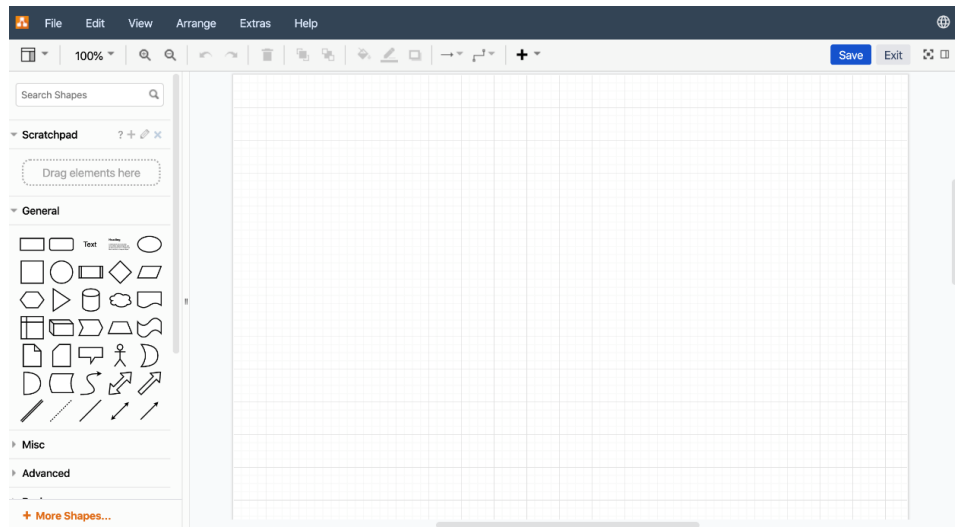 File Edit View Arrange Extras Help
100% Save Exit
Search Shapes
Scratchpad ?
Drag elements here
General
Text Heading
Misc
Advanced
+ More Shapes...